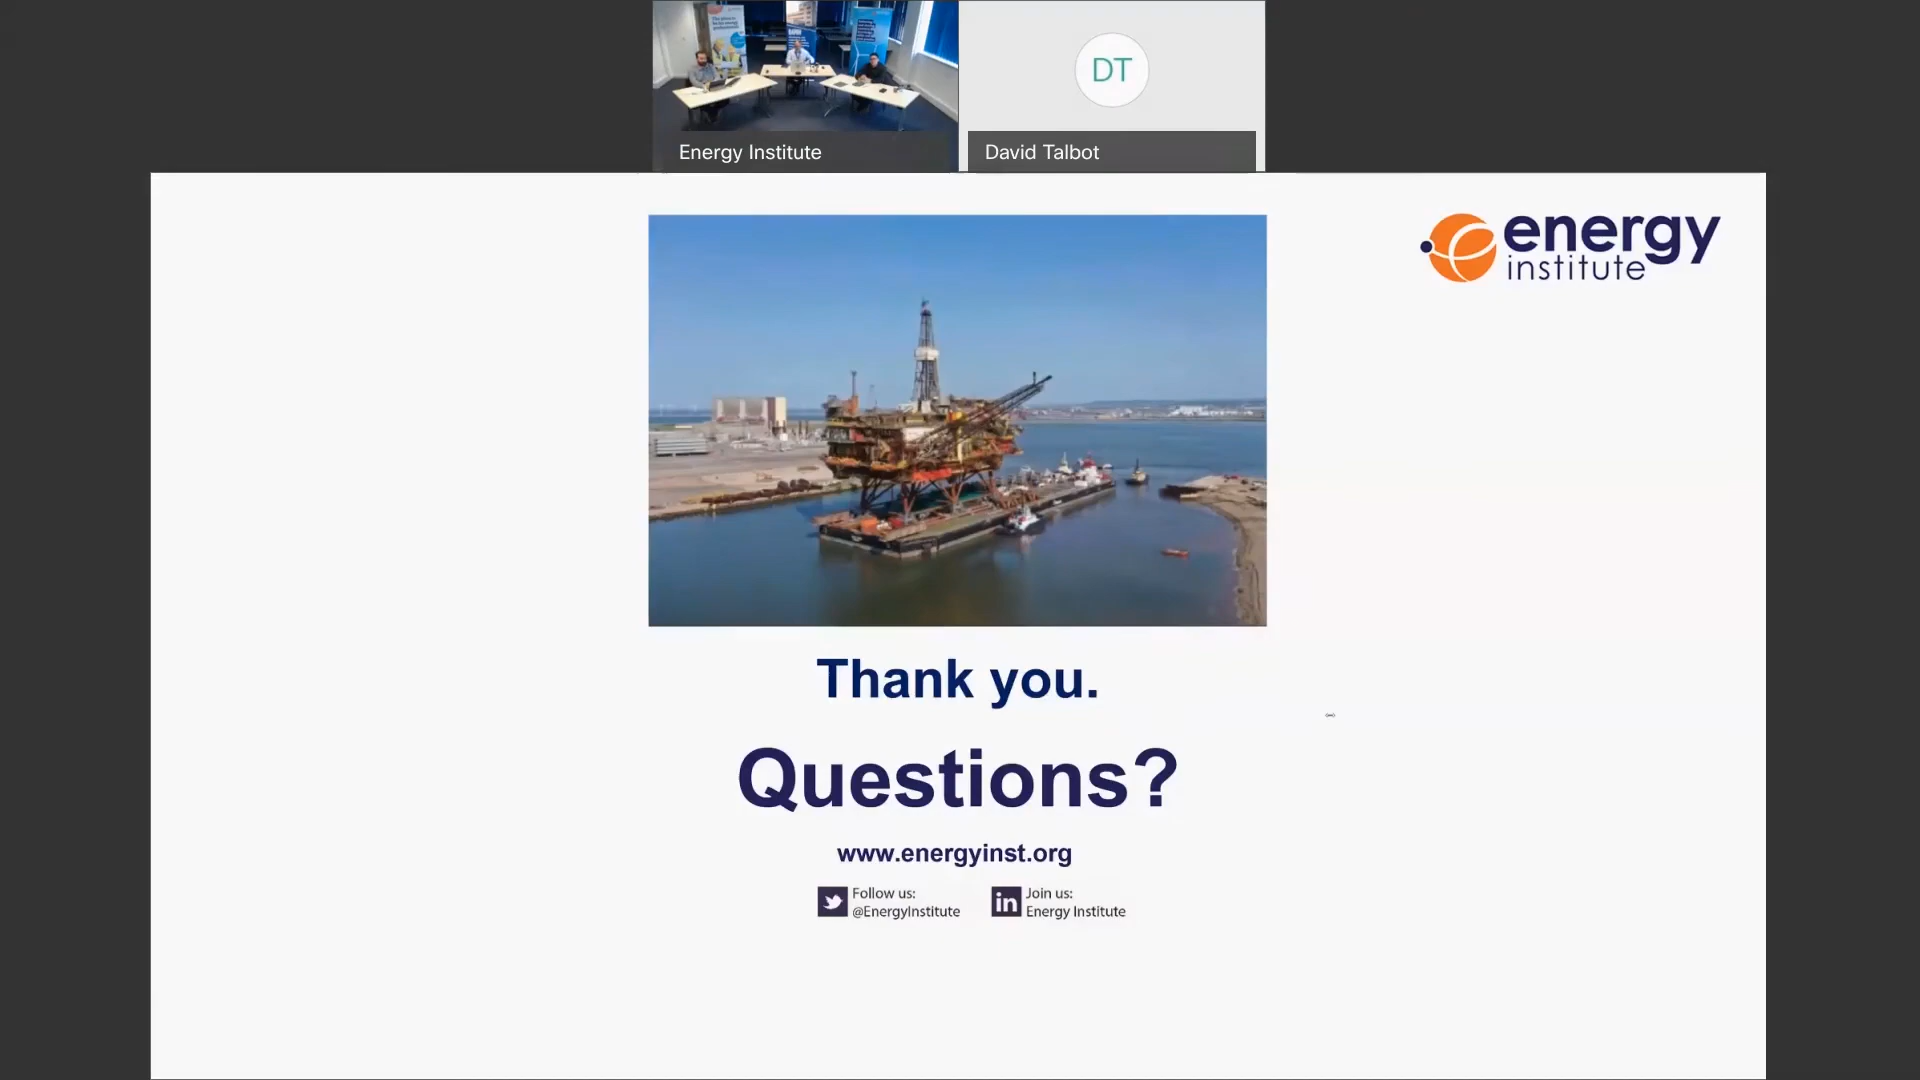 Energy Institute
DT
David Talbot
energy
institute
Thank you.
Questions?
www.energyinst.org
Follow us:
@EnergyInstitute
Join us:
Energy Institute